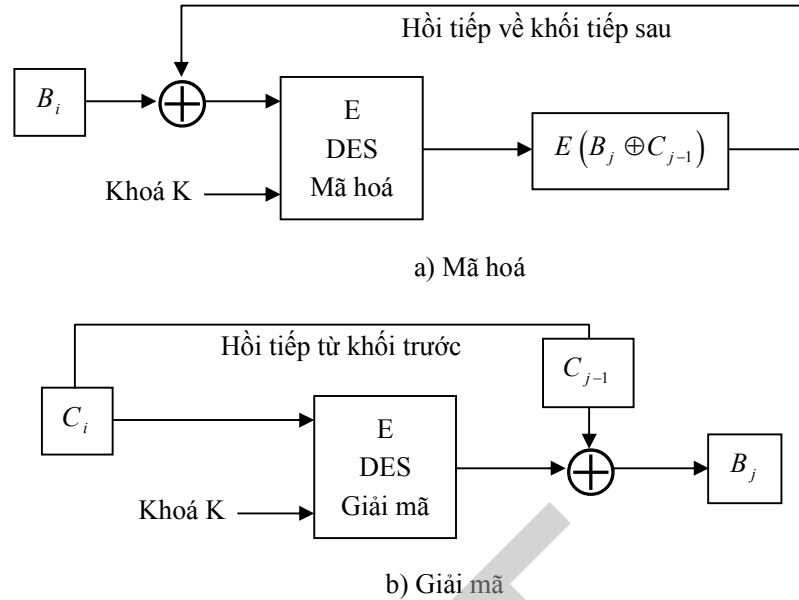 Hồi tiếp về khối tiếp sau
B_i
E
DES
Mã hoá
E(B_j ⊕ C_{j−1})
Khoá K
a) Mã hoá
Hồi tiếp từ khối trước
C_{j−1}
C_i
E
DES
Giải mã
B_j
Khoá K
b) Giải mã